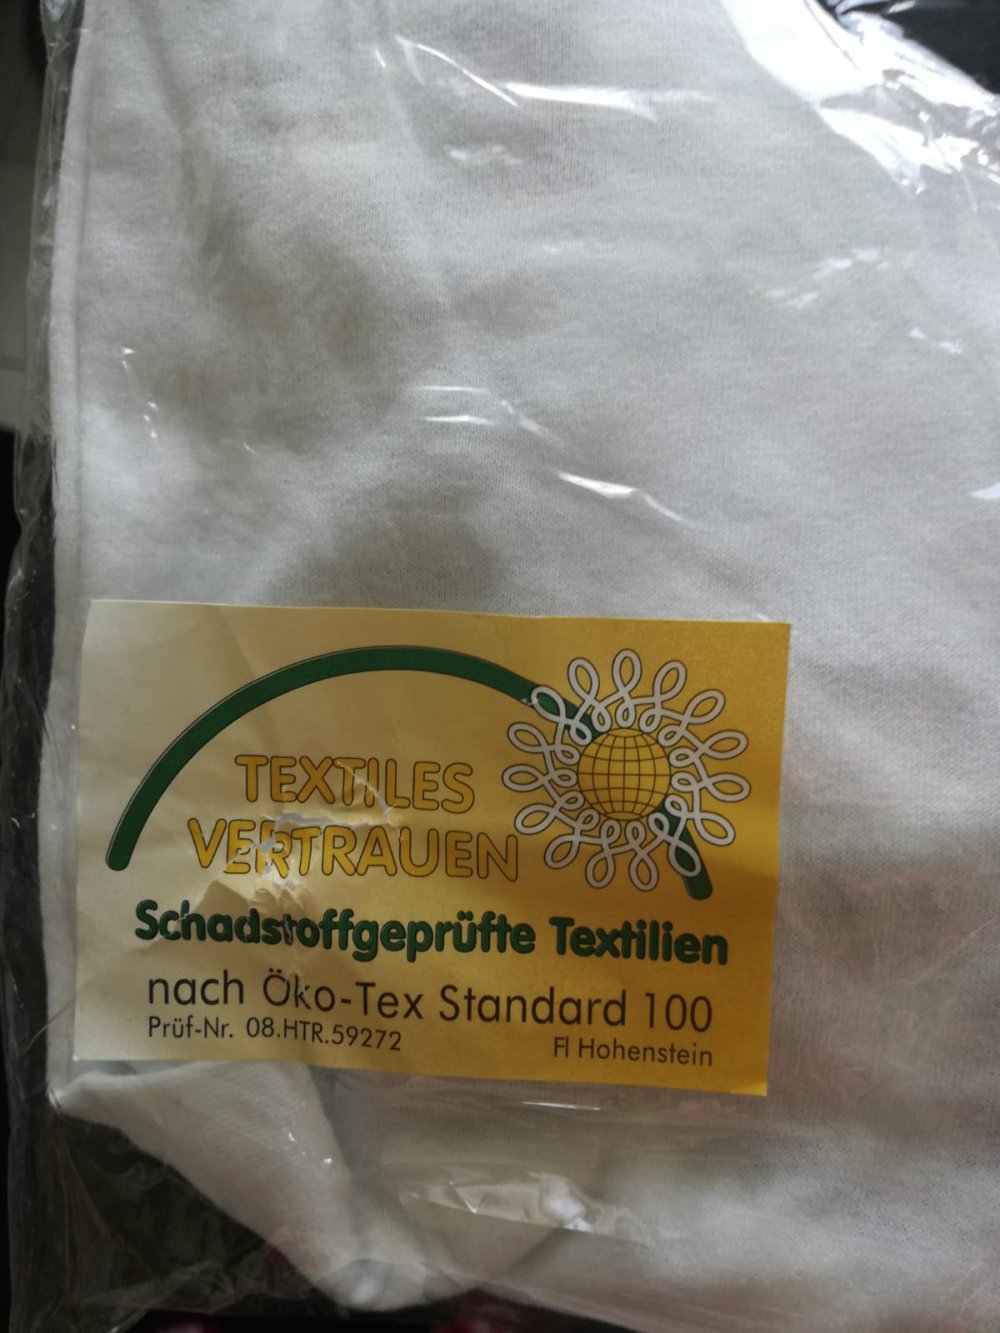 TEXTILES
VERTRAUEN
Schadstoffgeprüfte Textilien
nach Öko-Tex Standard 100
Prüf-Nr. 08.HTR.59272
FI Hohenstein